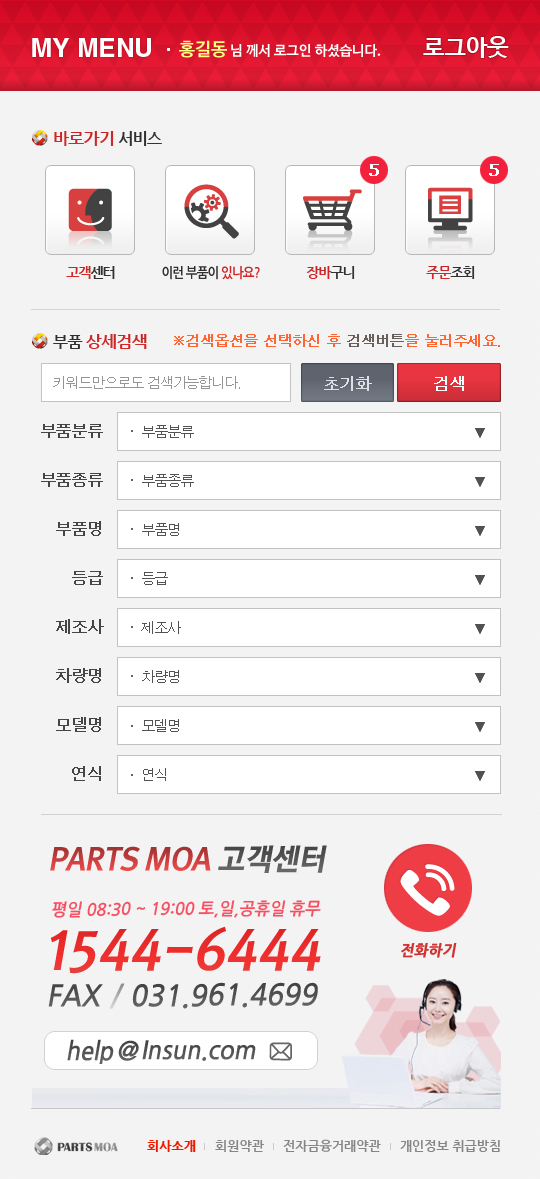 MY MENU · 홍길동 님 께서 로그인 하셨습니다. 로그아웃
바로가기 서비스
5 5
고객센터 이런 부품이 있나요? 장바구니 주문조회
부품 상세검색 ※검색옵션을 선택하신 후 검색버튼을 눌러주세요.
키워드만으로도 검색가능합니다. 초기화 검색
부품분류 · 부품분류 ▼
부품종류 · 부품종류 ▼
부품명 · 부품명 ▼
등급 · 등급 ▼
제조사 · 제조사 ▼
차량명 · 차량명 ▼
모델명 · 모델명 ▼
연식 · 연식 ▼
PARTS MOA 고객센터
평일 08:30 ~ 19:00 토,일,공휴일 휴무
1544-6444
FAX / 031.961.4699
전화하기
help@Insun.com
PARTS MOA 회사소개 | 회원약관 | 전자금융거래약관 | 개인정보 취급방침